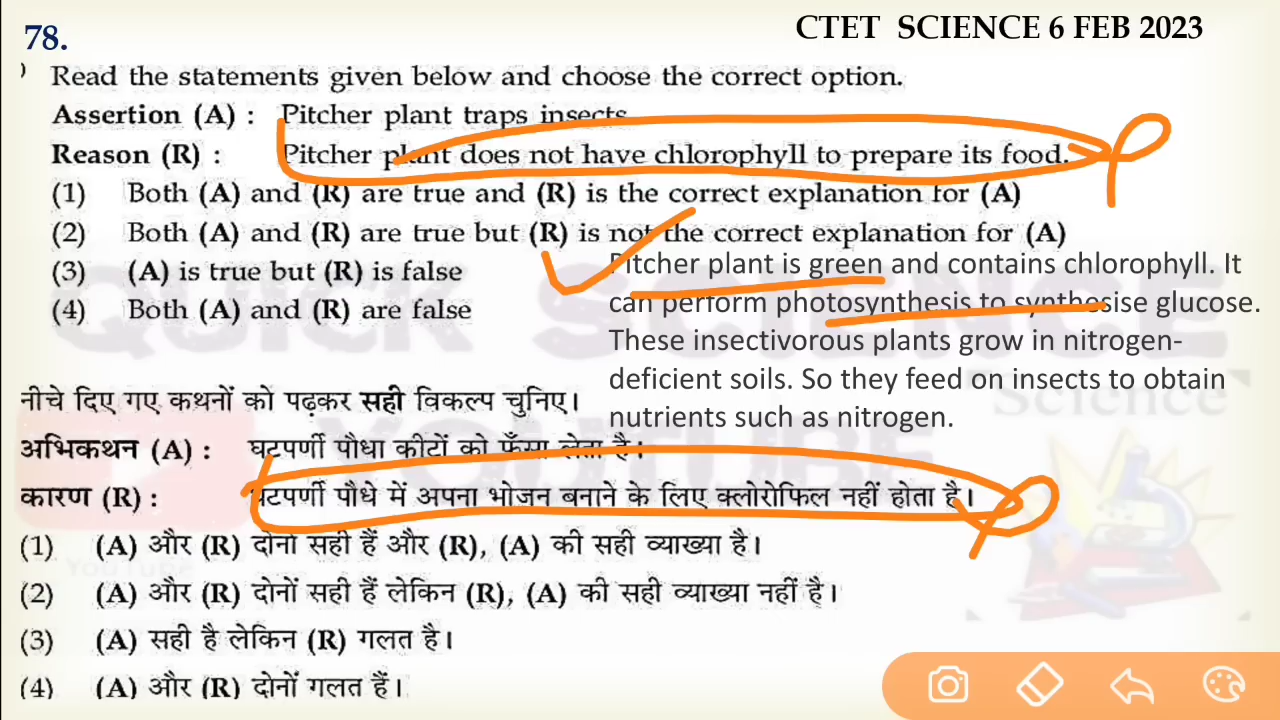 CTET SCIENCE 6 FEB 2023
78.
Read the statements given below and choose the correct option.
Assertion (A) : Pitcher plant traps insects.
Reason (R) : Pitcher plant does not have chlorophyll to prepare its food.
(1) Both (A) and (R) are true and (R) is the correct explanation for (A)
(2) Both (A) and (R) are true but (R) is not the correct explanation for (A)
(3) (A) is true but (R) is false
(4) Both (A) and (R) are false
Pitcher plant is green and contains chlorophyll. It
can perform photosynthesis to synthesise glucose.
These insectivorous plants grow in nitrogen-
deficient soils. So they feed on insects to obtain
nutrients such as nitrogen.
QUICK SCIENCE
YOUTUBE
Science
नीचे दिए गए कथनों को पढ़कर सही विकल्प चुनिए।
अभिकथन (A) : घटपर्णी पौधा कीटों को फँसा लेता है।
कारण (R) : घटपर्णी पौधे में अपना भोजन बनाने के लिए क्लोरोफिल नहीं होता है।
(1) (A) और (R) दोनों सही हैं और (R), (A) की सही व्याख्या है।
YouTube
(2) (A) और (R) दोनों सही हैं लेकिन (R), (A) की सही व्याख्या नहीं है।
(3) (A) सही है लेकिन (R) गलत है।
(4) (A) और (R) दोनों गलत हैं।